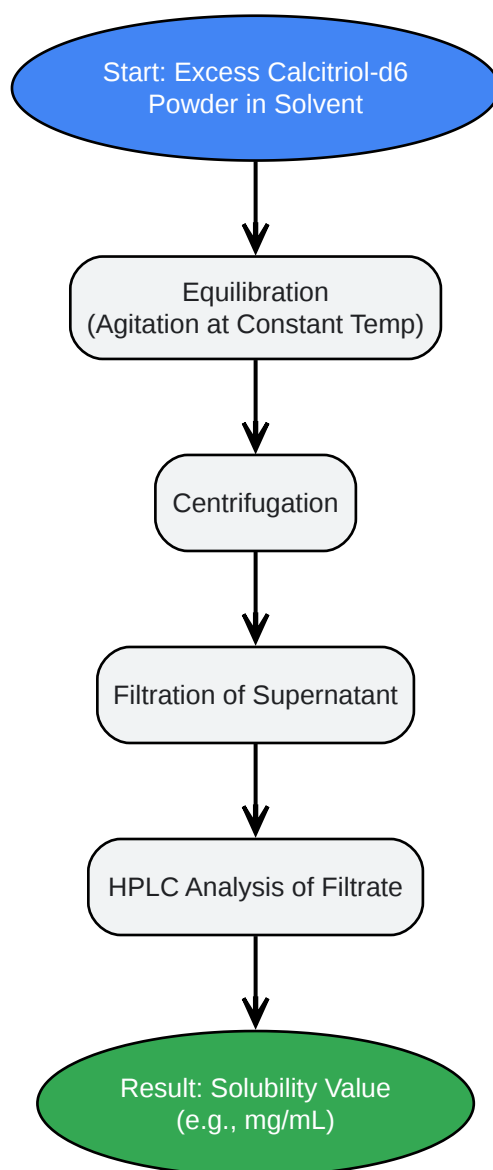 Start: Excess Calcitriol-d6
Powder in Solvent
Equilibration
(Agitation at Constant Temp)
Centrifugation
Filtration of Supernatant
HPLC Analysis of Filtrate
Result: Solubility Value
(e.g., mg/mL)